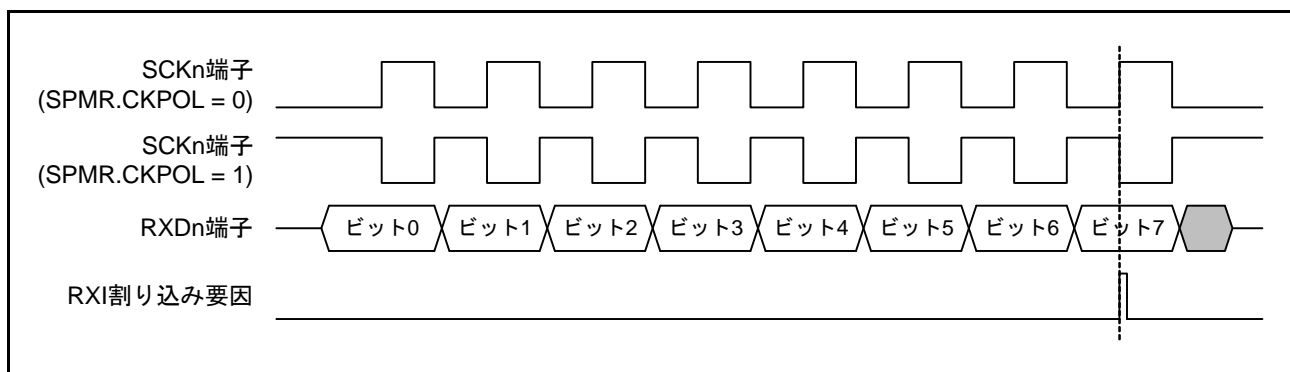 SCKn端子
(SPMR.CKPOL = 0)
SCKn端子
(SPMR.CKPOL = 1)
RXDn端子
ビット0 ビット1 ビット2 ビット3 ビット4 ビット5 ビット6 ビット7
RXI割り込み要因